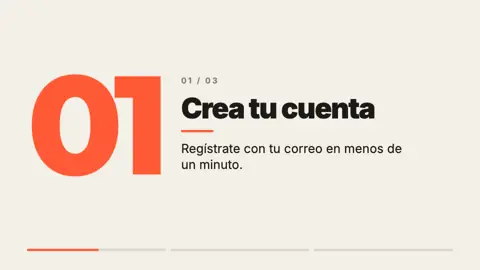 01
01 / 03
Crea tu cuenta
Regístrate con tu correo en menos de
un minuto.